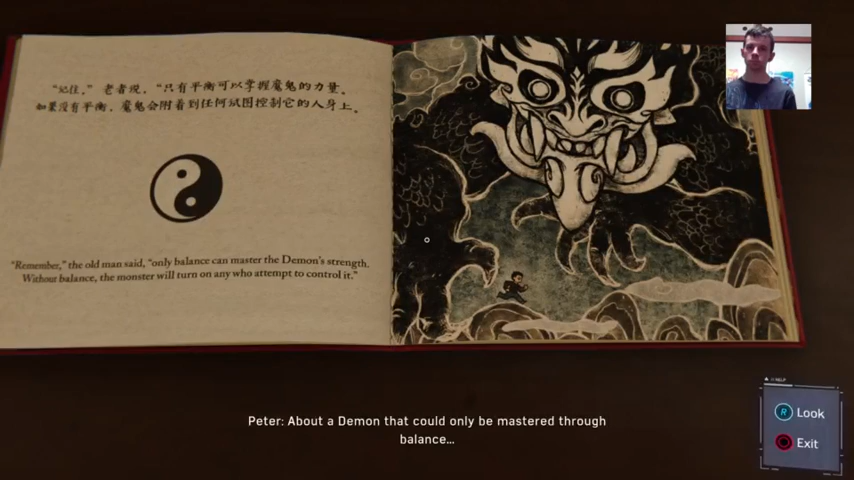 “记住，” 老者说，“只有平衡可以掌握魔鬼的力量。
如果没有平衡，魔鬼会附着到任何试图控制它的人身上。
"Remember," the old man said, "only balance can master the Demon's strength.
Without balance, the monster will turn on any who attempt to control it."
HELP
R Look
Exit
Peter: About a Demon that could only be mastered through
balance...